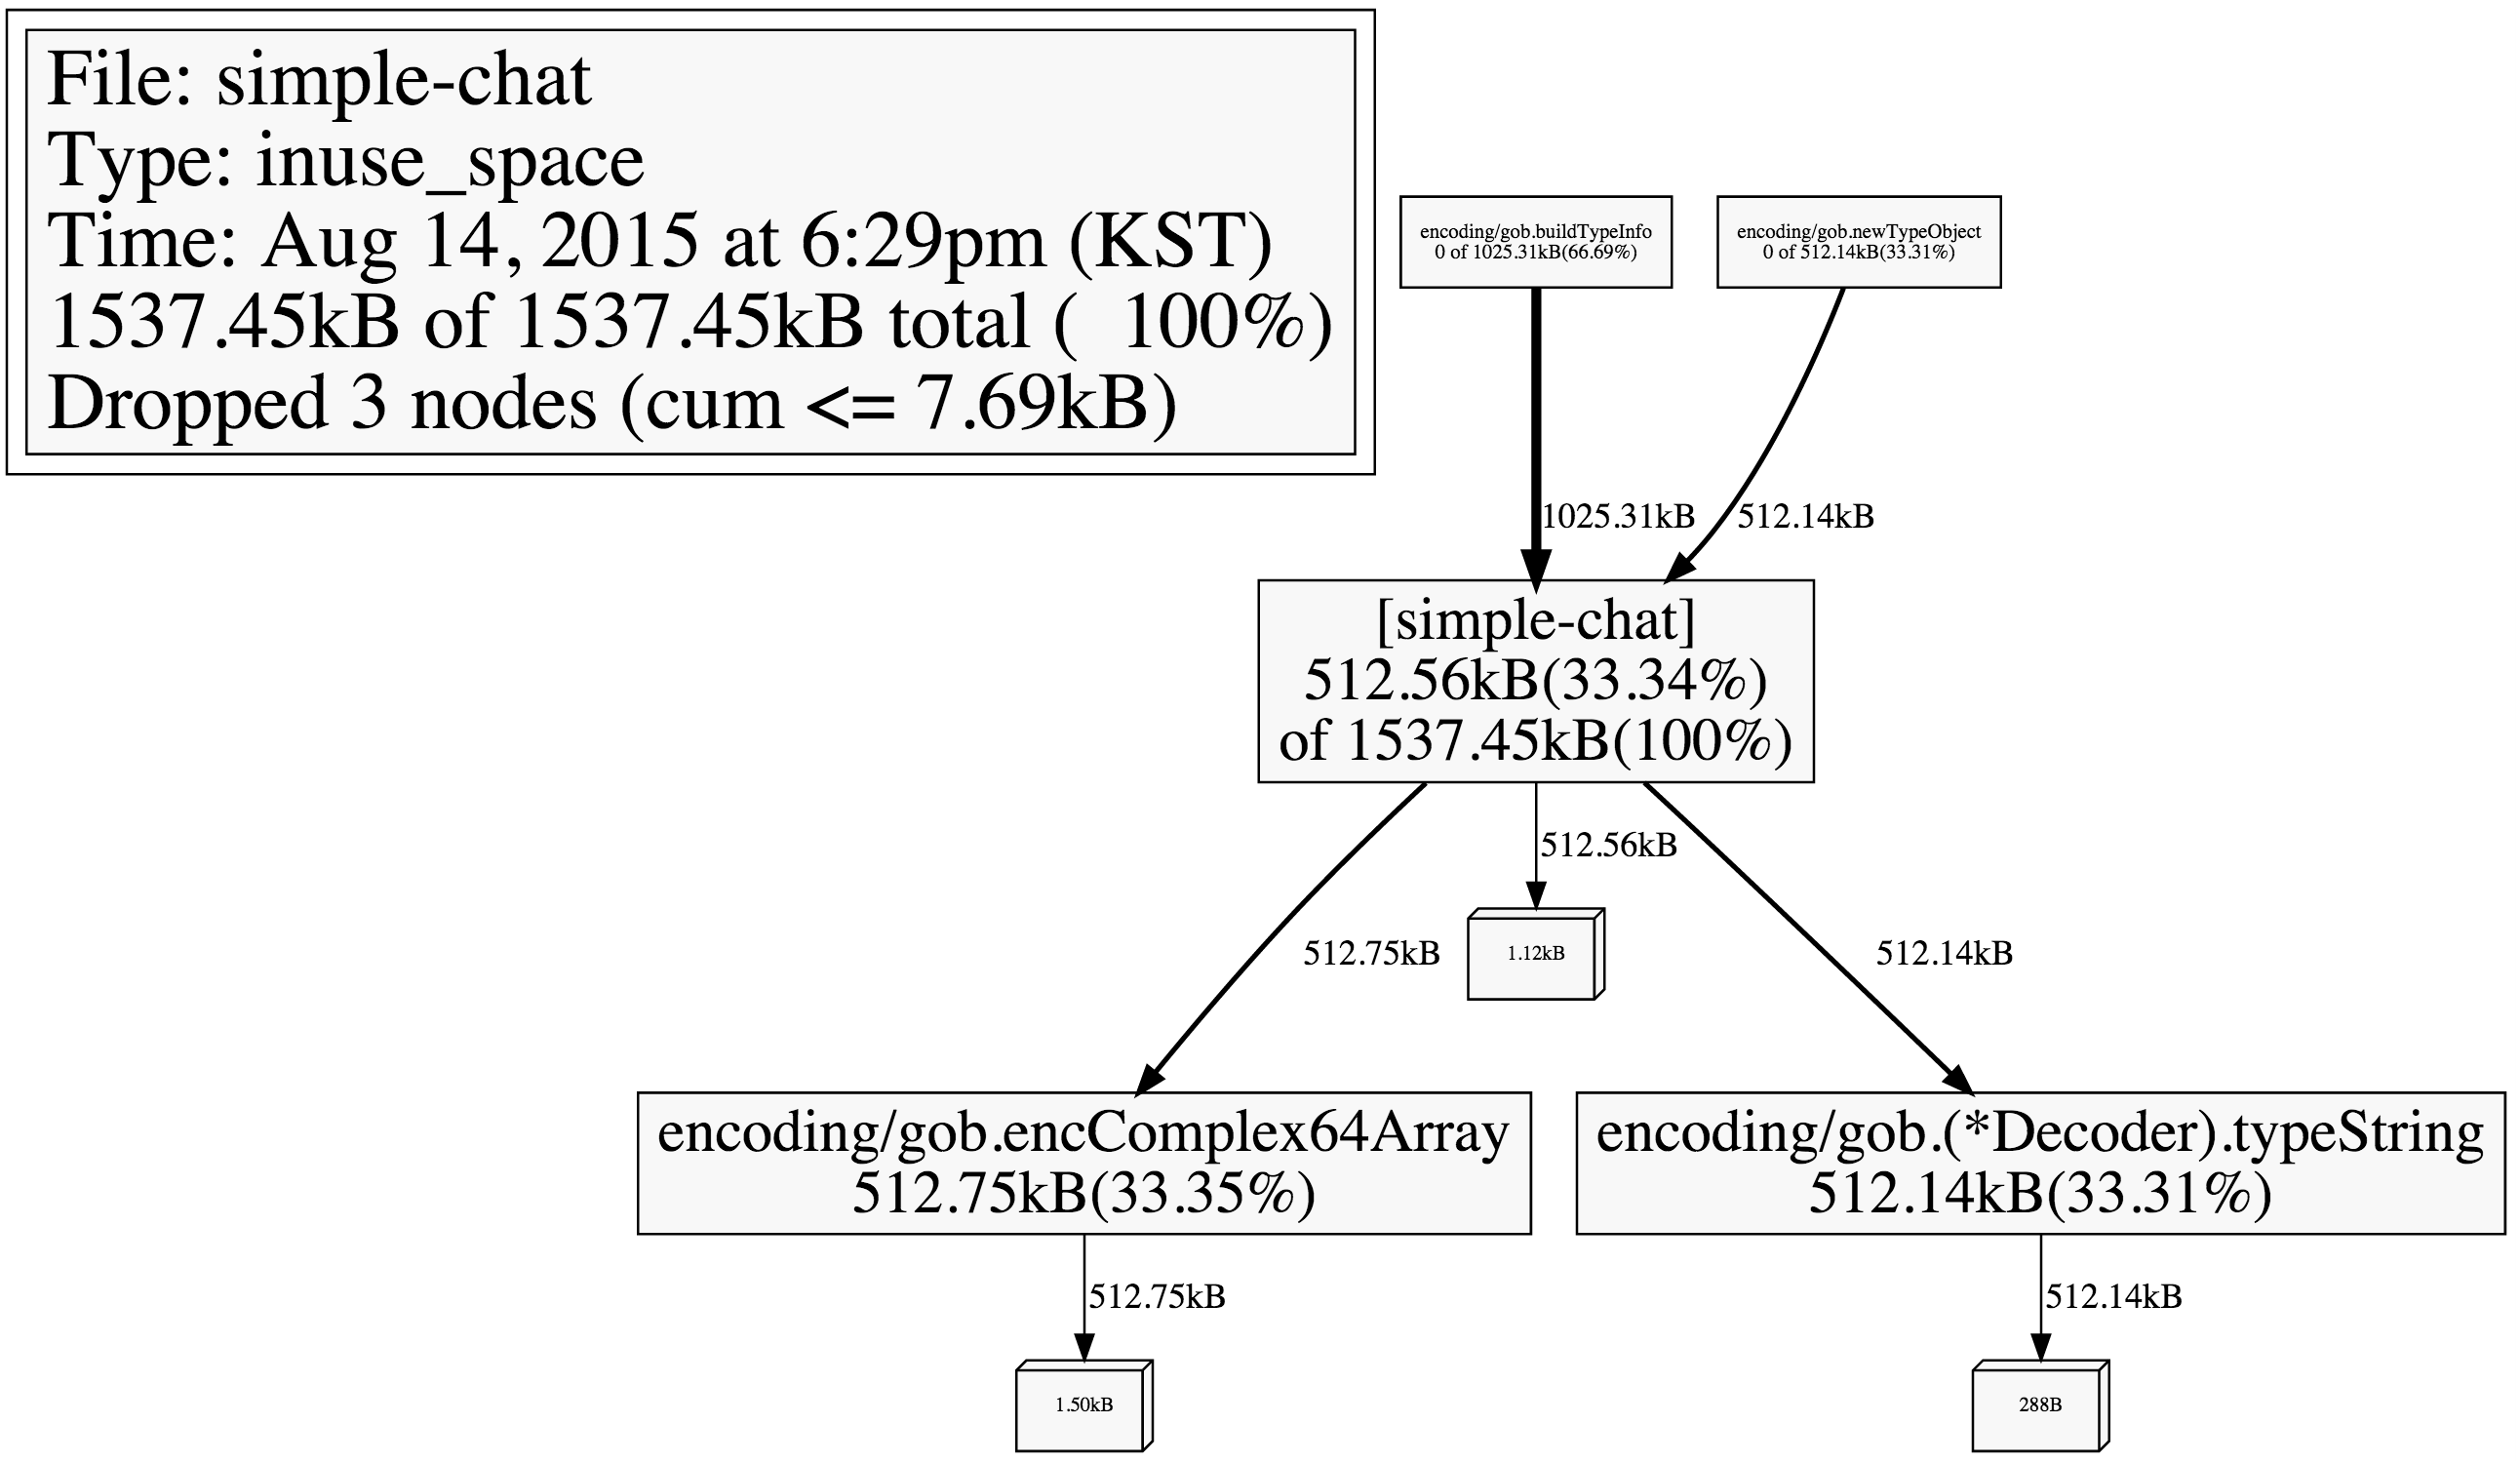 File: simple-chat
Type: inuse_space
Time: Aug 14, 2015 at 6:29pm (KST)
1537.45kB of 1537.45kB total (  100%)
Dropped 3 nodes (cum <= 7.69kB)
encoding/gob.buildTypeInfo
0 of 1025.31kB(66.69%)
encoding/gob.newTypeObject
0 of 512.14kB(33.31%)
1025.31kB
512.14kB
[simple-chat]
512.56kB(33.34%)
of 1537.45kB(100%)
512.56kB
512.75kB
1.12kB
512.14kB
encoding/gob.encComplex64Array
512.75kB(33.35%)
encoding/gob.(*Decoder).typeString
512.14kB(33.31%)
512.75kB
512.14kB
1.50kB
288B